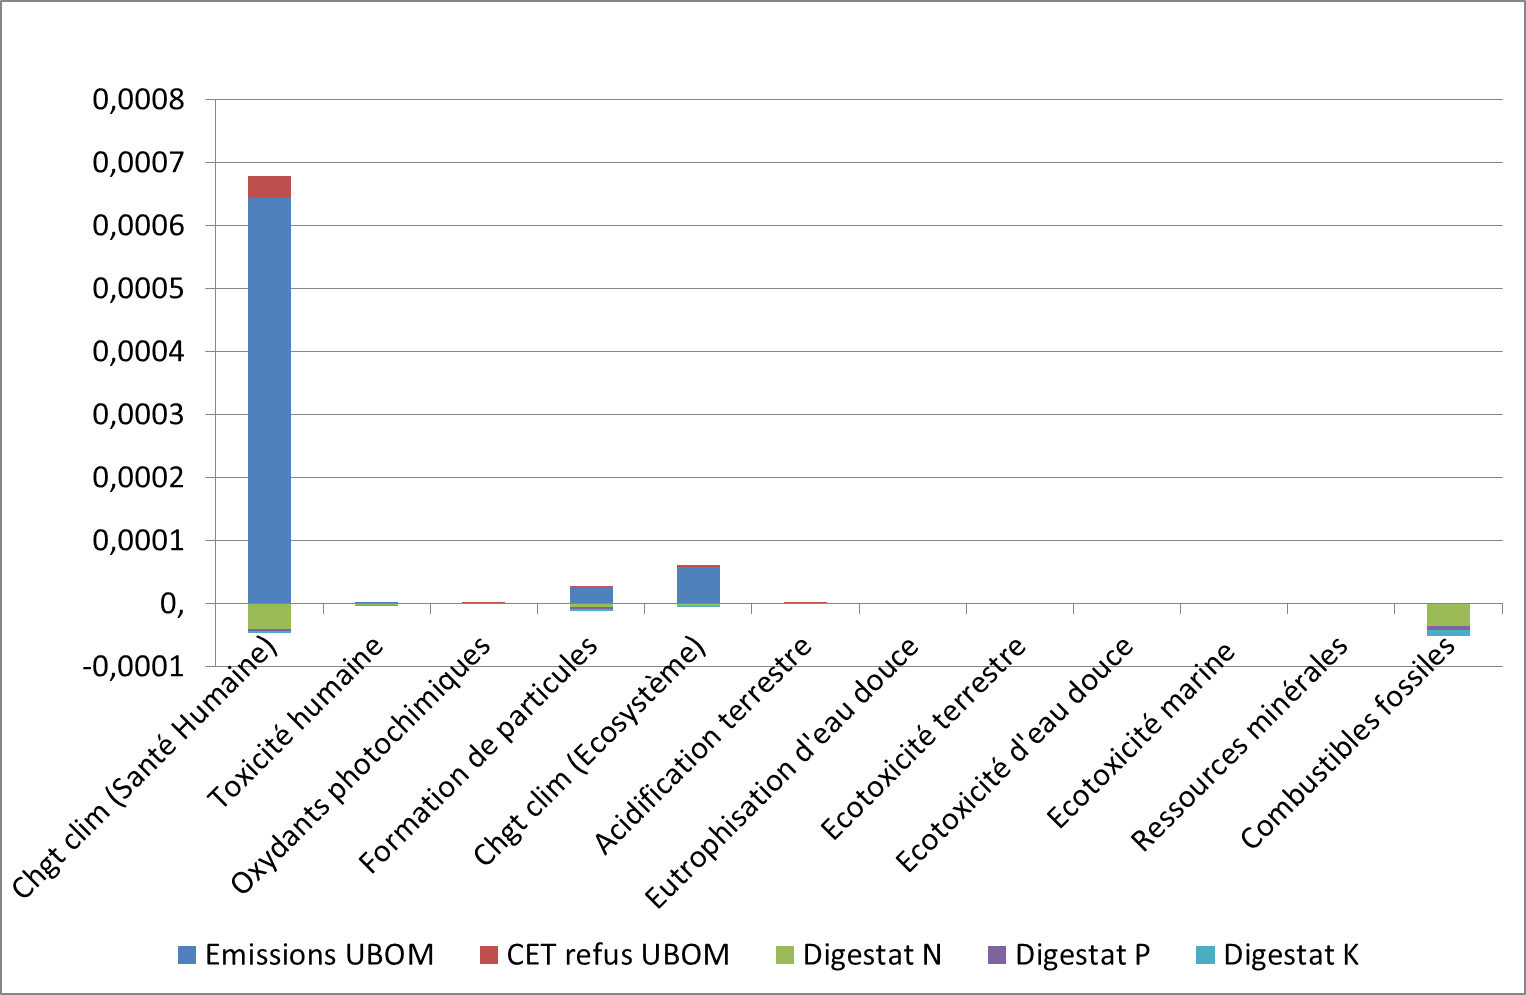 0,0008
0,0007
0,0006
0,0005
0,0004
0,0003
0,0002
0,0001
0,
-0,0001
Chgt clim (Santé Humaine)
Toxicité humaine
Oxydants photochimiques
Formation de particules
Chgt clim (Ecosystème)
Acidification terrestre
Eutrophisation d'eau douce
Ecotoxicité terrestre
Ecotoxicité d'eau douce
Ecotoxicité marine
Ressources minérales
Combustibles fossiles
Emissions UBOM CET refus UBOM Digestat N Digestat P Digestat K